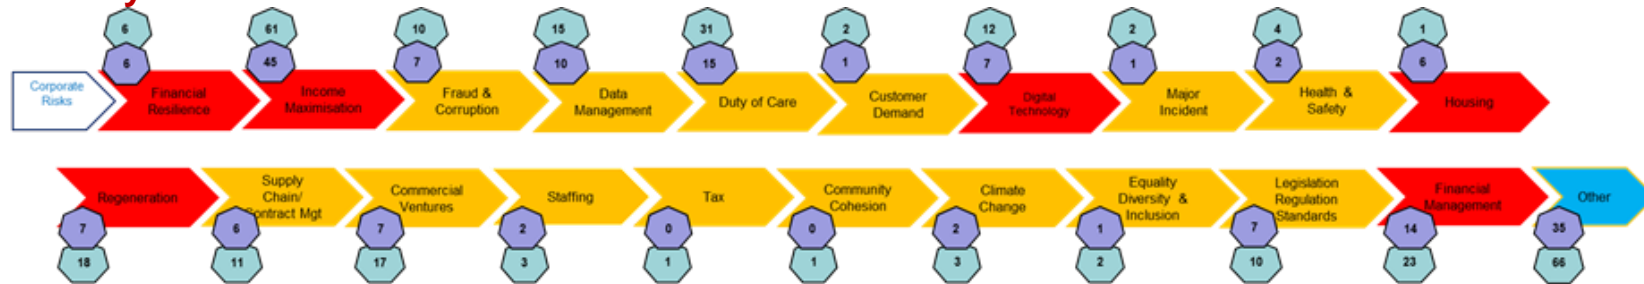 6 61 10 15 31 2 12 2 4 1
6 45 7 10 15 1 7 1 2 6
Corporate
Risks
Financial
Resilience
Income
Maximisation
Fraud &
Corruption
Data
Management
Duty of Care
Customer
Demand
Digital
Technology
Major
Incident
Health &
Safety
Housing
Regeneration
Supply
Chain/
Contract Mgt
Commercial
Ventures
Staffing
Tax
Community
Cohesion
Climate
Change
Equality
Diversity &
Inclusion
Legislation
Regulation
Standards
Financial
Management
Other
7 6 7 2 0 0 2 1 7 14 35
18 11 17 3 1 1 3 2 10 23 66